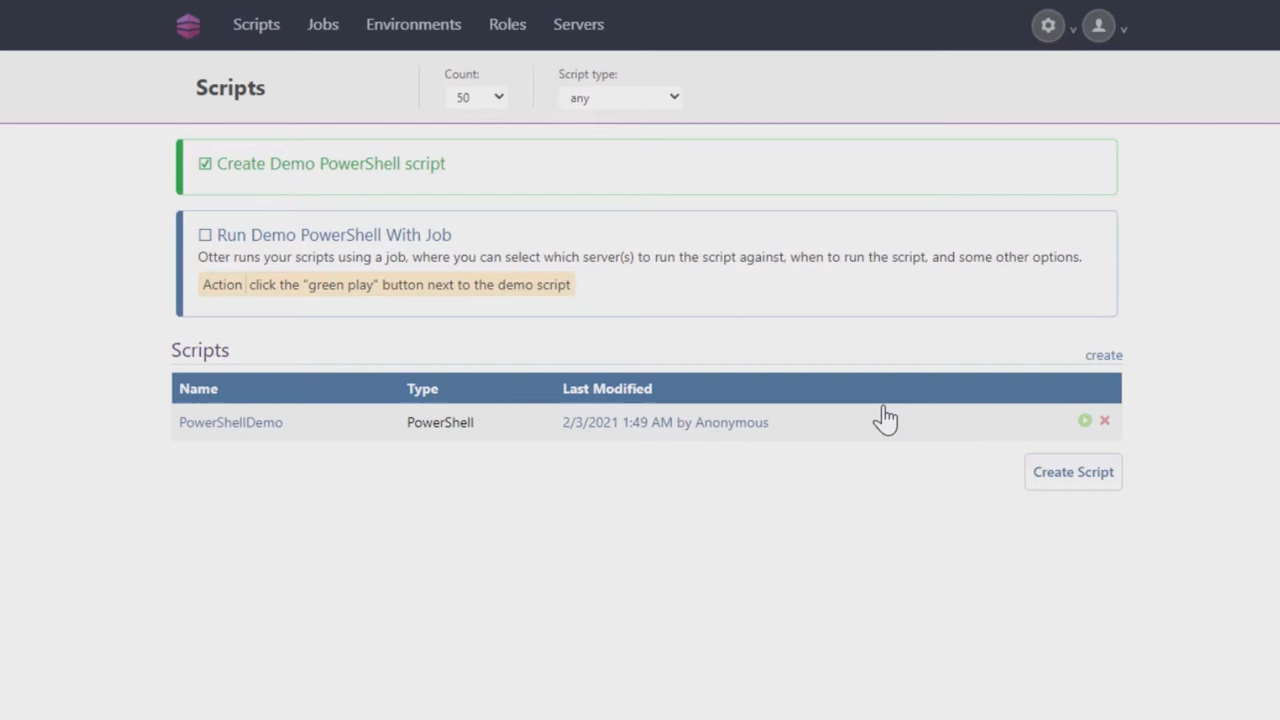 Scripts Jobs Environments Roles Servers
Scripts
Count:
50
Script type:
any
Create Demo PowerShell script
Run Demo PowerShell With Job
Otter runs your scripts using a job, where you can select which server(s) to run the script against, when to run the script, and some other options.
Action click the "green play" button next to the demo script
Scripts
create
Name Type Last Modified
PowerShellDemo PowerShell 2/3/2021 1:49 AM by Anonymous
Create Script